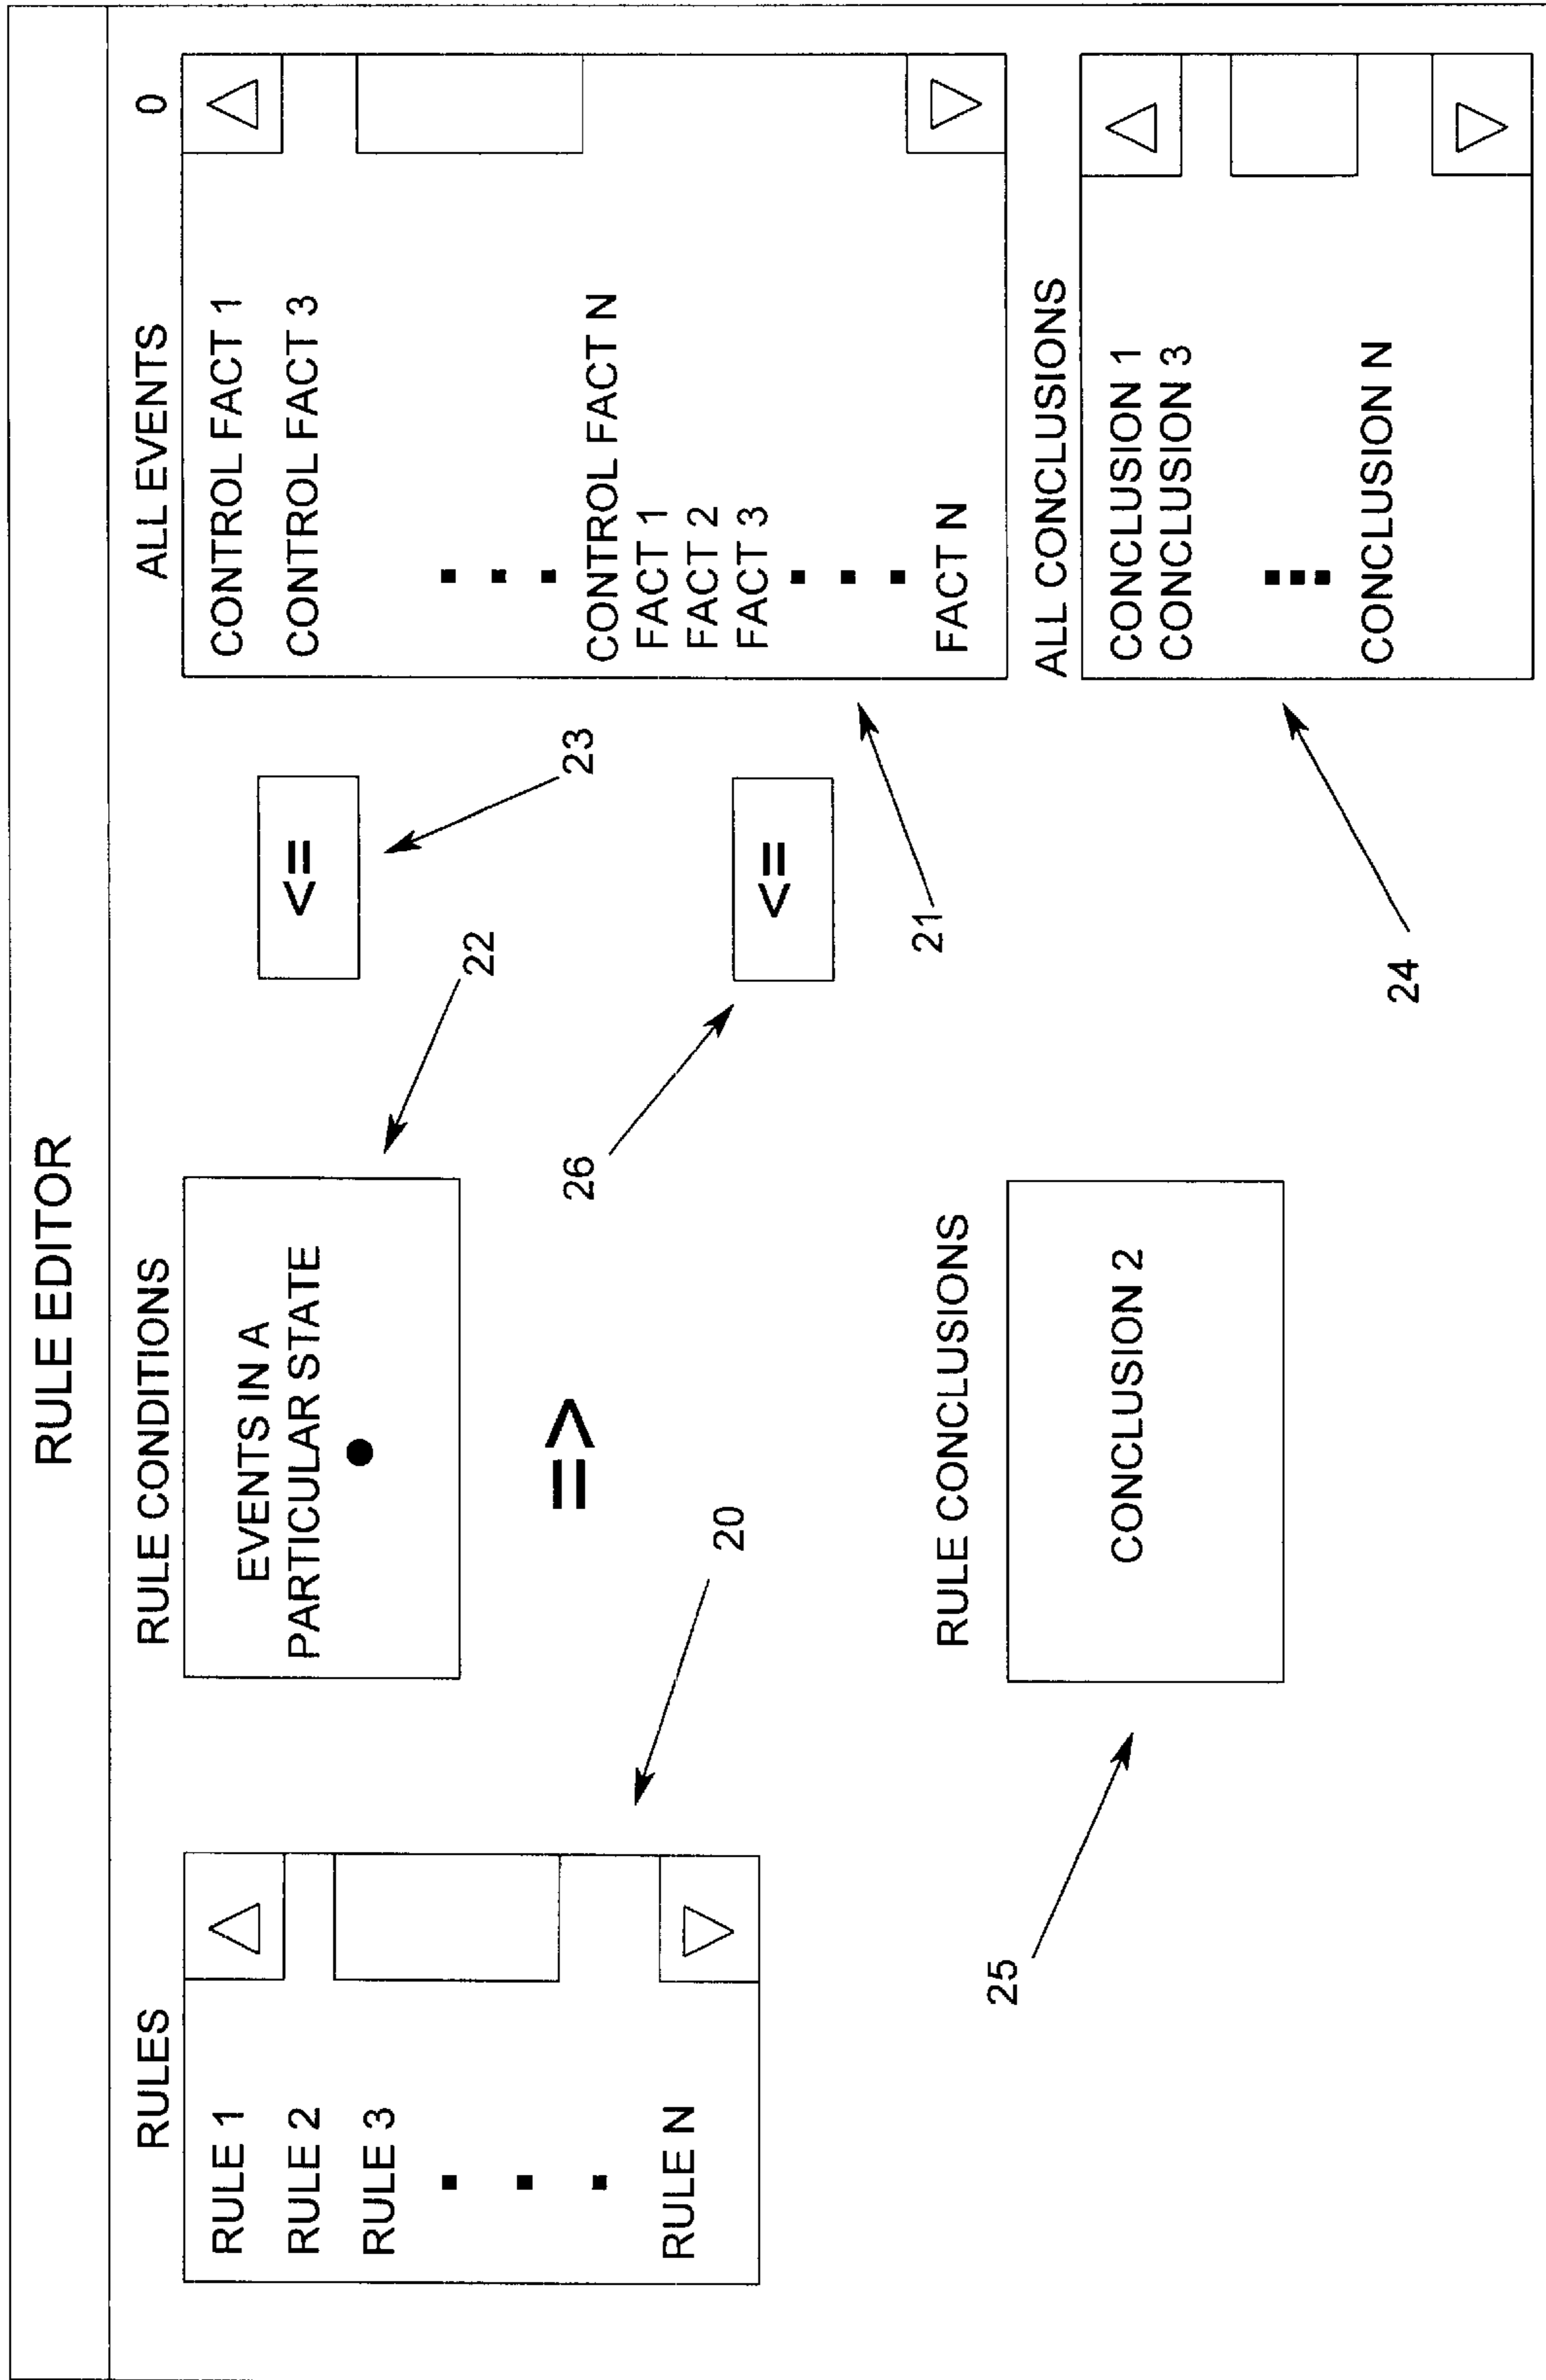 RULE EDITOR
RULES
RULE 1
RULE 2
RULE 3
RULE N
20
RULE CONDITIONS
EVENTS IN A
PARTICULAR STATE
22
=>
RULE CONCLUSIONS
CONCLUSION 2
25
<=
23
<=
26
ALL EVENTS 0
CONTROL FACT 1
CONTROL FACT 3
CONTROL FACT N
FACT 1
FACT 2
FACT 3
FACT N
21
ALL CONCLUSIONS
CONCLUSION 1
CONCLUSION 3
CONCLUSION N
24